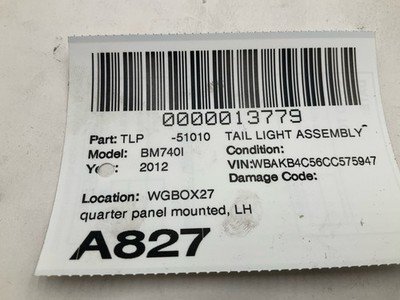 0000013779
Part: TLP -51010 TAIL LIGHT ASSEMBLY
Model: BM740I Condition:
Year: 2012 VIN:WBAKB4C56CC575947
Damage Code:
Location: WGBOX27
quarter panel mounted, LH
A827